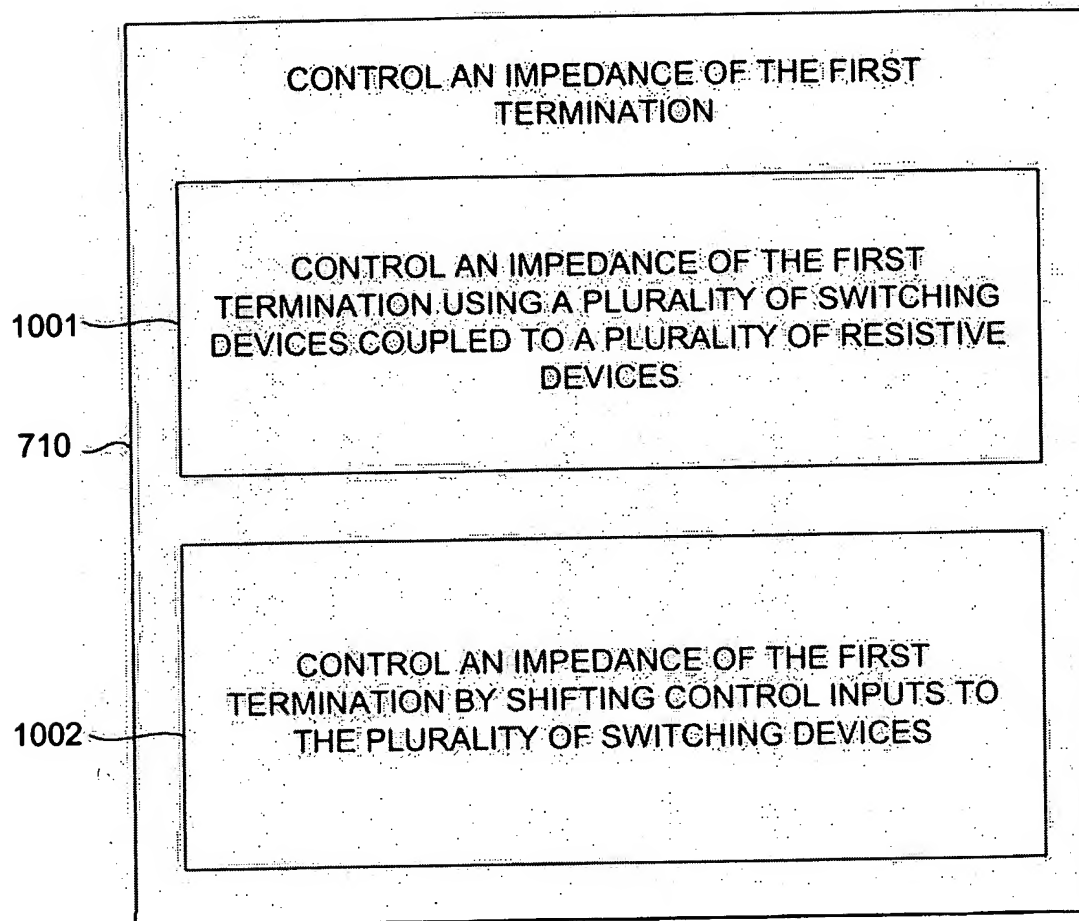 CONTROL AN IMPEDANCE OF THE FIRST
TERMINATION
CONTROL AN IMPEDANCE OF THE FIRST
TERMINATION USING A PLURALITY OF SWITCHING
DEVICES COUPLED TO A PLURALITY OF RESISTIVE
DEVICES
1001
710
CONTROL AN IMPEDANCE OF THE FIRST
TERMINATION BY SHIFTING CONTROL INPUTS TO
THE PLURALITY OF SWITCHING DEVICES
1002